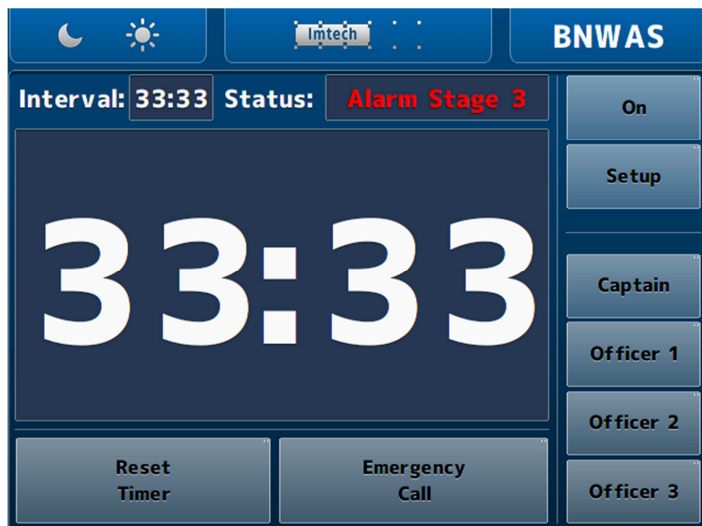 Imtech
BNWAS
Interval: 33:33 Status: Alarm Stage 3
On
Setup
33:33
Captain
Officer 1
Officer 2
Officer 3
Reset
Timer
Emergency
Call